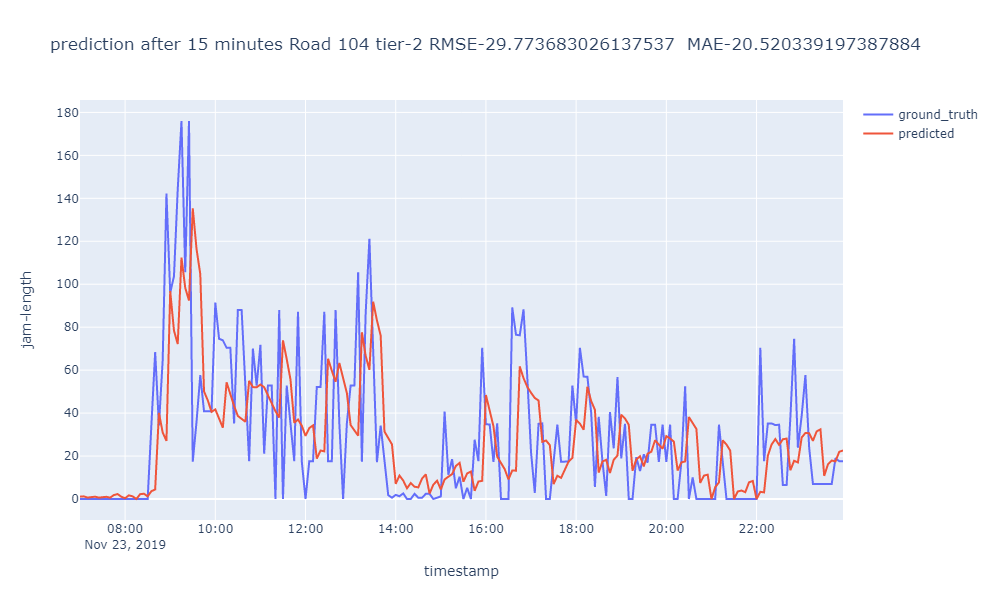 prediction after 15 minutes Road 104 tier-2 RMSE-29.773683026137537  MAE-20.520339197387884
ground_truth
predicted
180
160
140
120
100
80
60
40
20
0
jam-length
08:00 10:00 12:00 14:00 16:00 18:00 20:00 22:00
Nov 23, 2019
timestamp